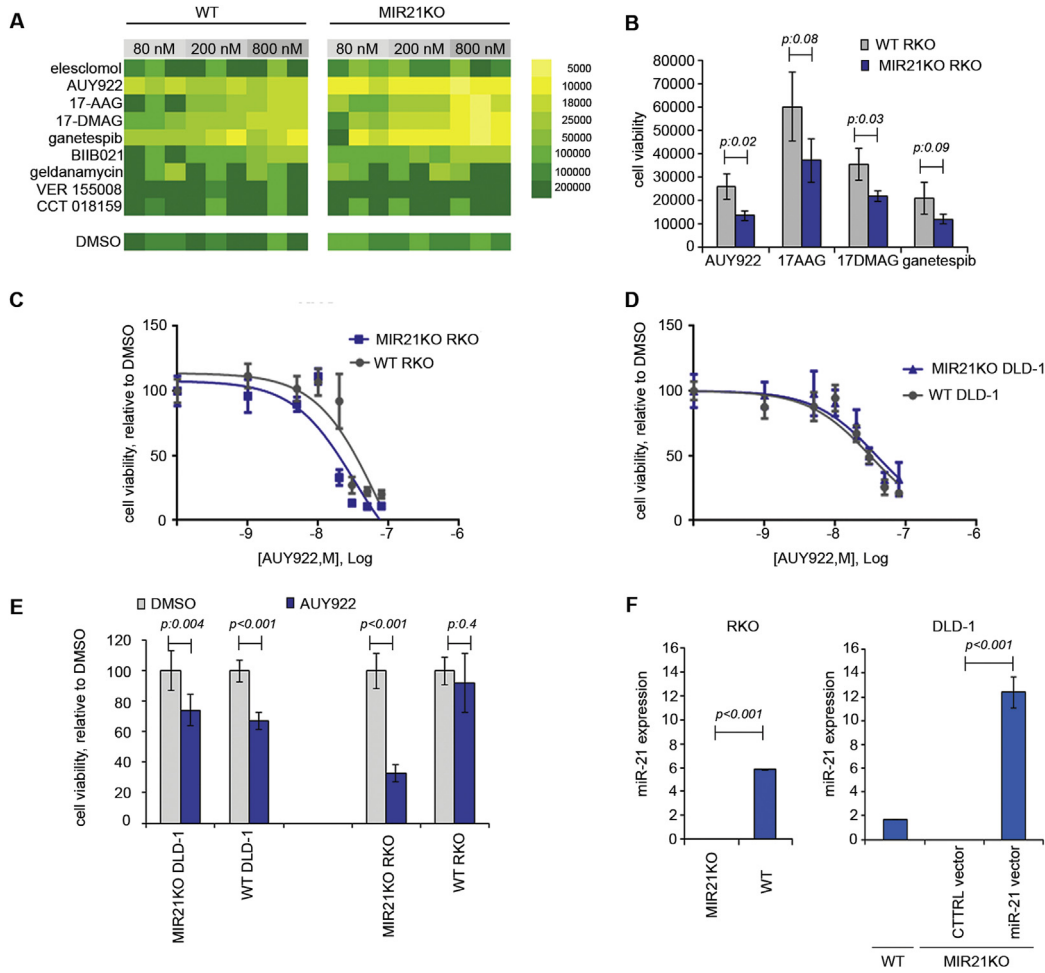 A
WT
MIR21KO
80 nM 200 nM 800 nM
80 nM 200 nM 800 nM
elesclomol
AUY922
17-AAG
17-DMAG
ganetespib
BIIB021
geldanamycin
VER 155008
CCT 018159
DMSO
5000
10000
18000
25000
50000
100000
200000
B
WT RKO
MIR21KO RKO
cell viability
80000
70000
60000
50000
40000
30000
20000
10000
0
p:0.02
p:0.08
p:0.03
p:0.09
AUY922 17AAG 17DMAG ganetespib
C
cell viability, relative to DMSO
150
100
50
0
MIR21KO RKO
WT RKO
-9 -8 -7 -6
[AUY922,M], Log
D
cell viability, relative to DMSO
150
100
50
0
MIR21KO DLD-1
WT DLD-1
-9 -8 -7 -6
[AUY922,M], Log
E
DMSO
AUY922
cell viability, relative to DMSO
120
100
80
60
40
20
0
p:0.004
p<0.001
p<0.001
p:0.4
MIR21KO DLD-1
WT DLD-1
MIR21KO RKO
WT RKO
F
RKO
miR-21 expression
16
14
12
10
8
6
4
2
0
p<0.001
MIR21KO
WT
DLD-1
miR-21 expression
16
14
12
10
8
6
4
2
0
p<0.001
CTTRL vector
miR-21 vector
WT
MIR21KO